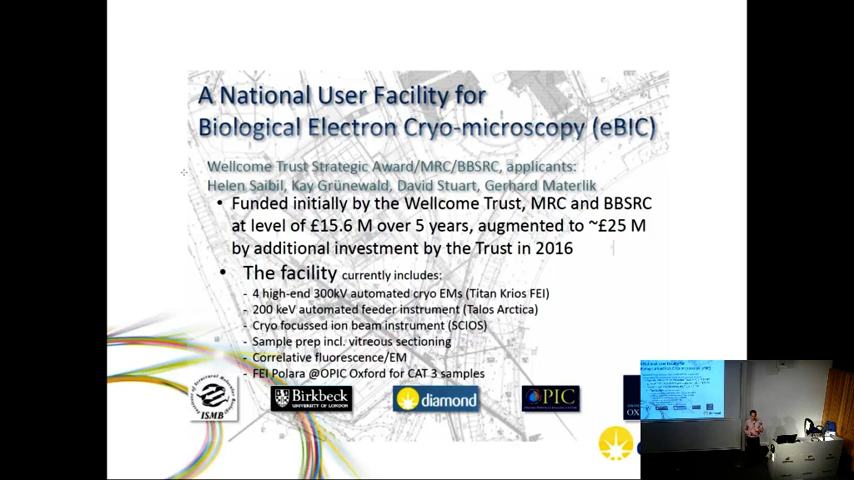 A National User Facility for
Biological Electron Cryo-microscopy (eBIC)
Wellcome Trust Strategic Award/MRC/BBSRC, applicants:
Helen Saibil, Kay Grünewald, David Stuart, Gerhard Materlik
• Funded initially by the Wellcome Trust, MRC and BBSRC
at level of £15.6 M over 5 years, augmented to ~£25 M
by additional investment by the Trust in 2016
• The facility currently includes:
- 4 high-end 300kV automated cryo EMs (Titan Krios FEI)
- 200 keV automated feeder instrument (Talos Arctica)
- Cryo focussed ion beam instrument (SCIOS)
- Sample prep incl. vitreous sectioning
- Correlative fluorescence/EM
- FEI Polara @OPIC Oxford for CAT 3 samples
ISMB
Birkbeck
UNIVERSITY OF LONDON
diamond
OPIC